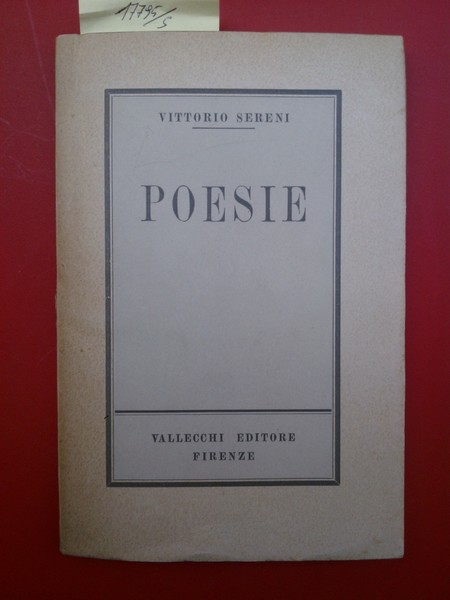 17795/5
VITTORIO SERENI
POESIE
VALLECCHI EDITORE
FIRENZE